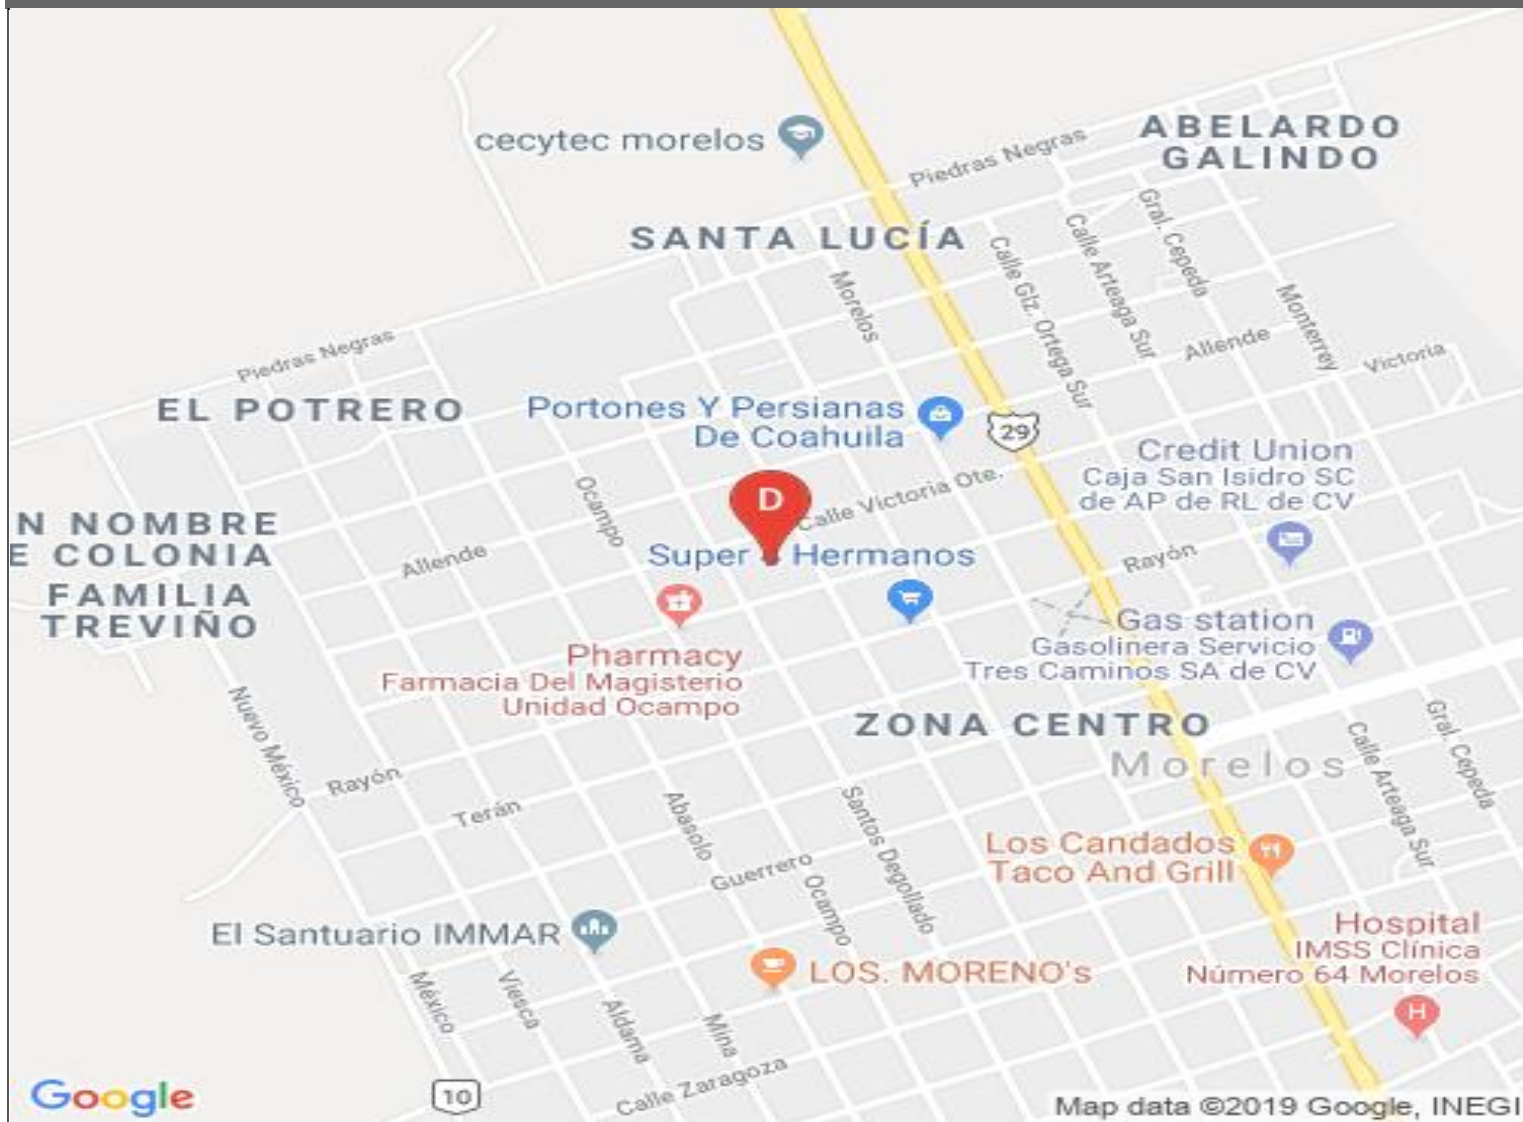 cecytec morelos
ABELARDO
GALINDO
Piedras Negras
SANTA LUCÍA
Gral. Cepeda
Calle Arteaga Sur
Calle Glz. Ortega Sur
Morelos
Monterrey
Allende
Victoria
Piedras Negras
EL POTRERO
Portones Y Persianas
De Coahuila
29
Credit Union
Caja San Isidro SC
de AP de RL de CV
D
Calle Victoria Ote.
Ocampo
N NOMBRE
E COLONIA
FAMILIA
TREVIÑO
Allende
Super
Hermanos
Rayón
Gas station
Gasolinera Servicio
Tres Caminos SA de CV
Pharmacy
Farmacia Del Magisterio
Unidad Ocampo
Nuevo México
ZONA CENTRO
Morelos
Gral. Cepeda
Calle Arteaga Sur
Rayón
Terán
Abasolo
Santos Degollado
Guerrero
Ocampo
Los Candados
Taco And Grill
El Santuario IMMAR
Hospital
IMSS Clínica
Número 64 Morelos
H
LOS. MORENO's
México
Viesca
Aldama
Mina
Calle Zaragoza
10
Google
Map data ©2019 Google, INEGI